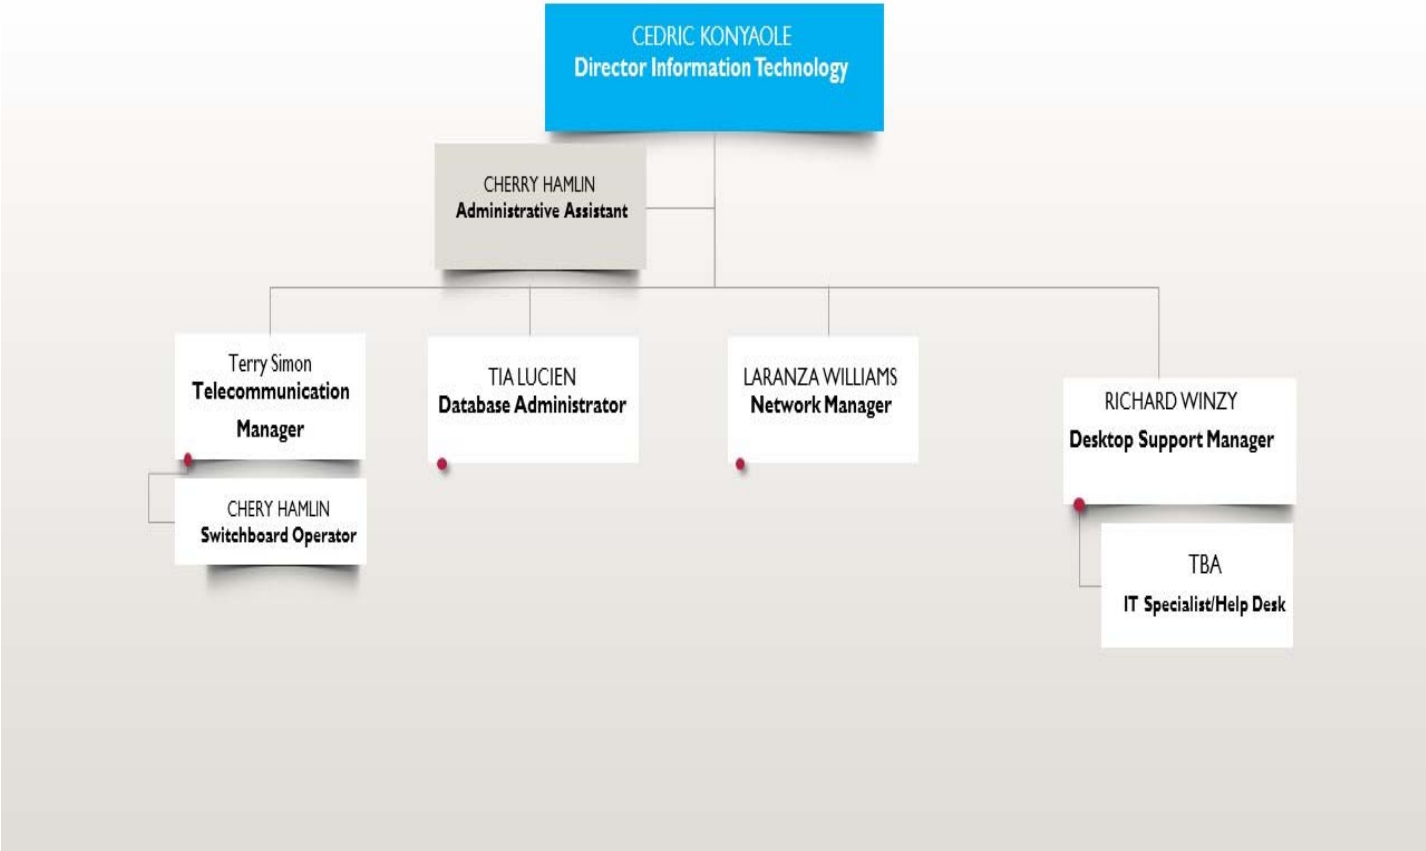 CEDRIC KONYAOLE
Director Information Technology
CHERRY HAMLIN
Administrative Assistant
Terry Simon
Telecommunication
Manager
CHERY HAMLIN
Switchboard Operator
TIA LUCIEN
Database Administrator
LARANZA WILLIAMS
Network Manager
RICHARD WINZY
Desktop Support Manager
TBA
IT Specialist/Help Desk